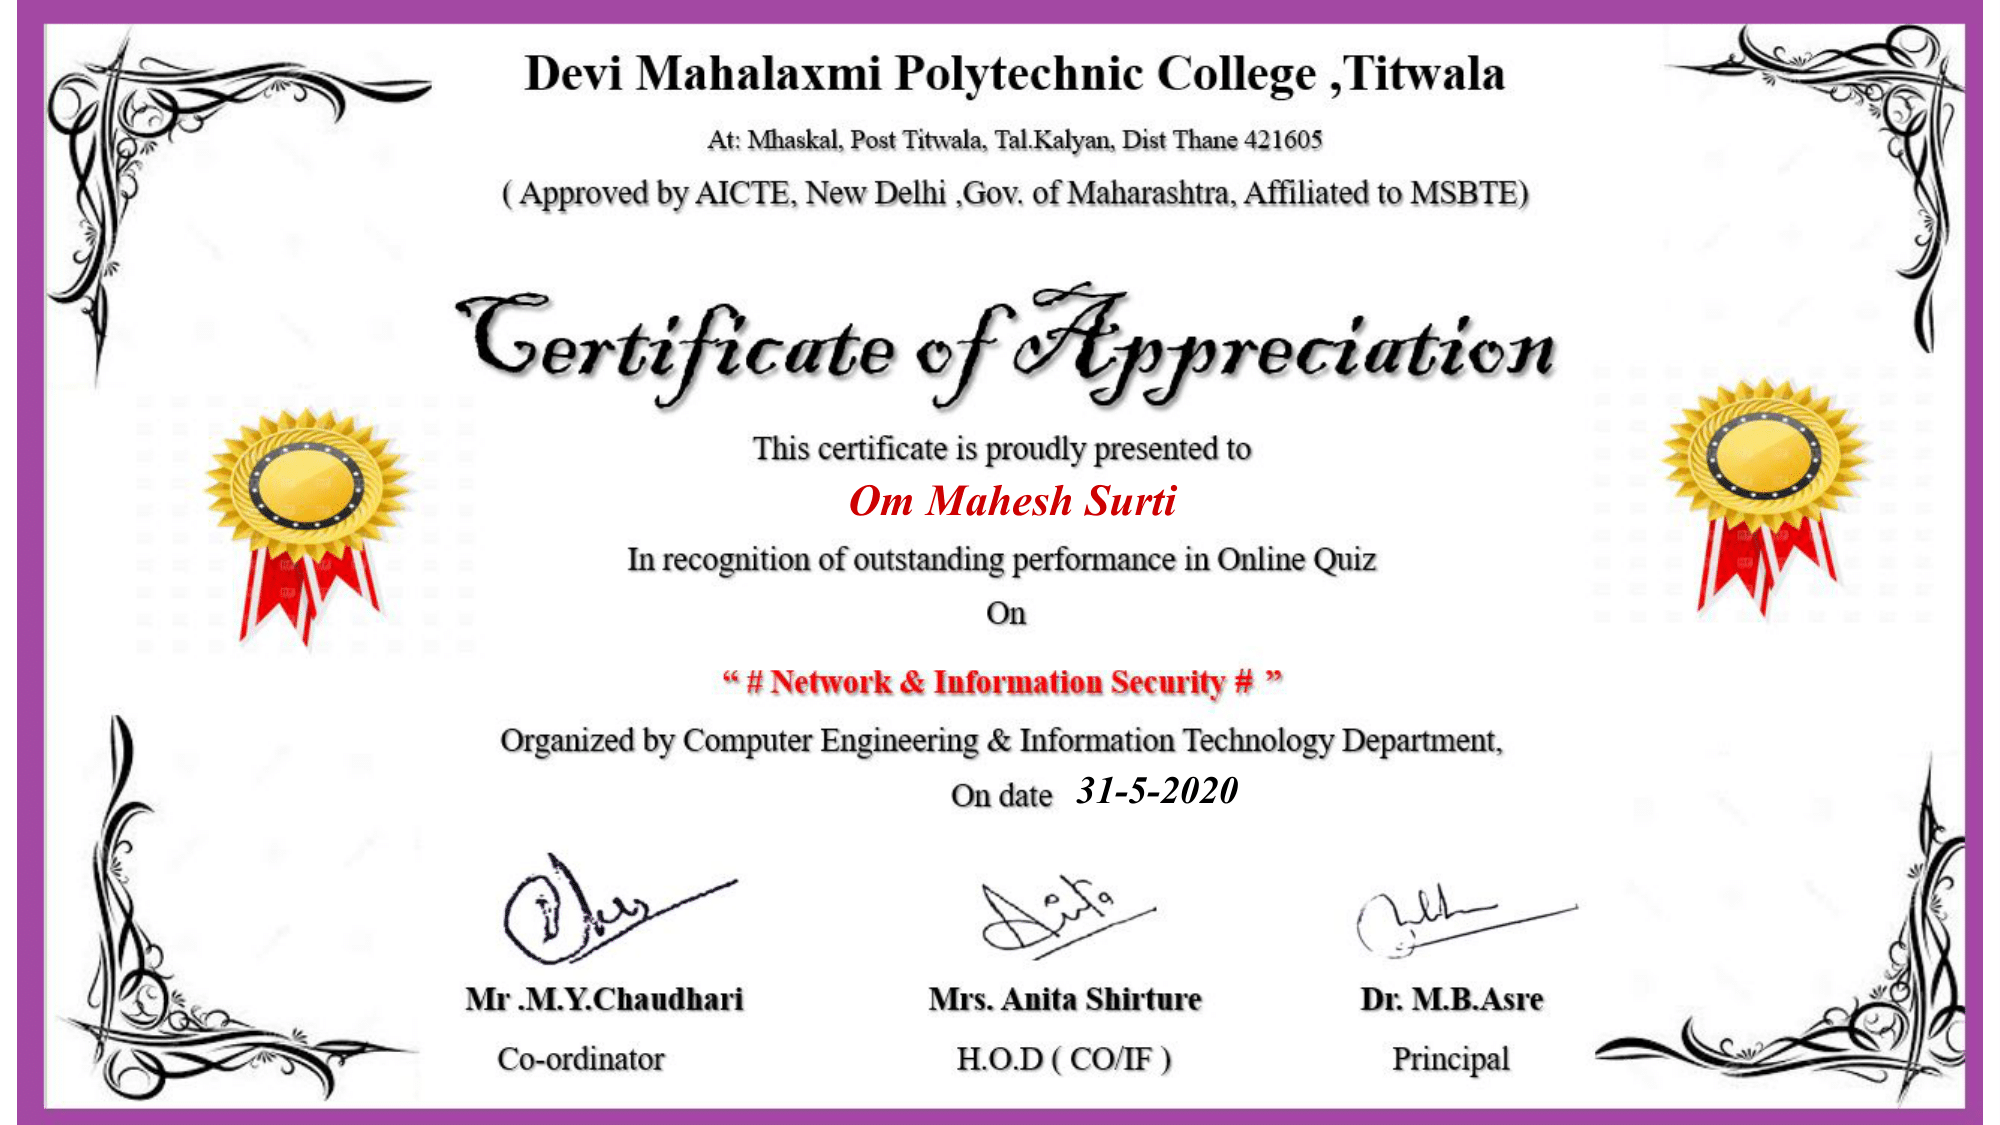 Devi Mahalaxmi Polytechnic College ,Titwala
At: Mhaskal, Post Titwala, Tal.Kalyan, Dist Thane 421605
( Approved by AICTE, New Delhi ,Gov. of Maharashtra, Affiliated to MSBTE)
Certificate of Appreciation
This certificate is proudly presented to
Om Mahesh Surti
In recognition of outstanding performance in Online Quiz
On
“ # Network & Information Security # ”
Organized by Computer Engineering & Information Technology Department,
On date 31-5-2020
Anita
Mr .M.Y.Chaudhari Mrs. Anita Shirture Dr. M.B.Asre
Co-ordinator H.O.D ( CO/IF ) Principal